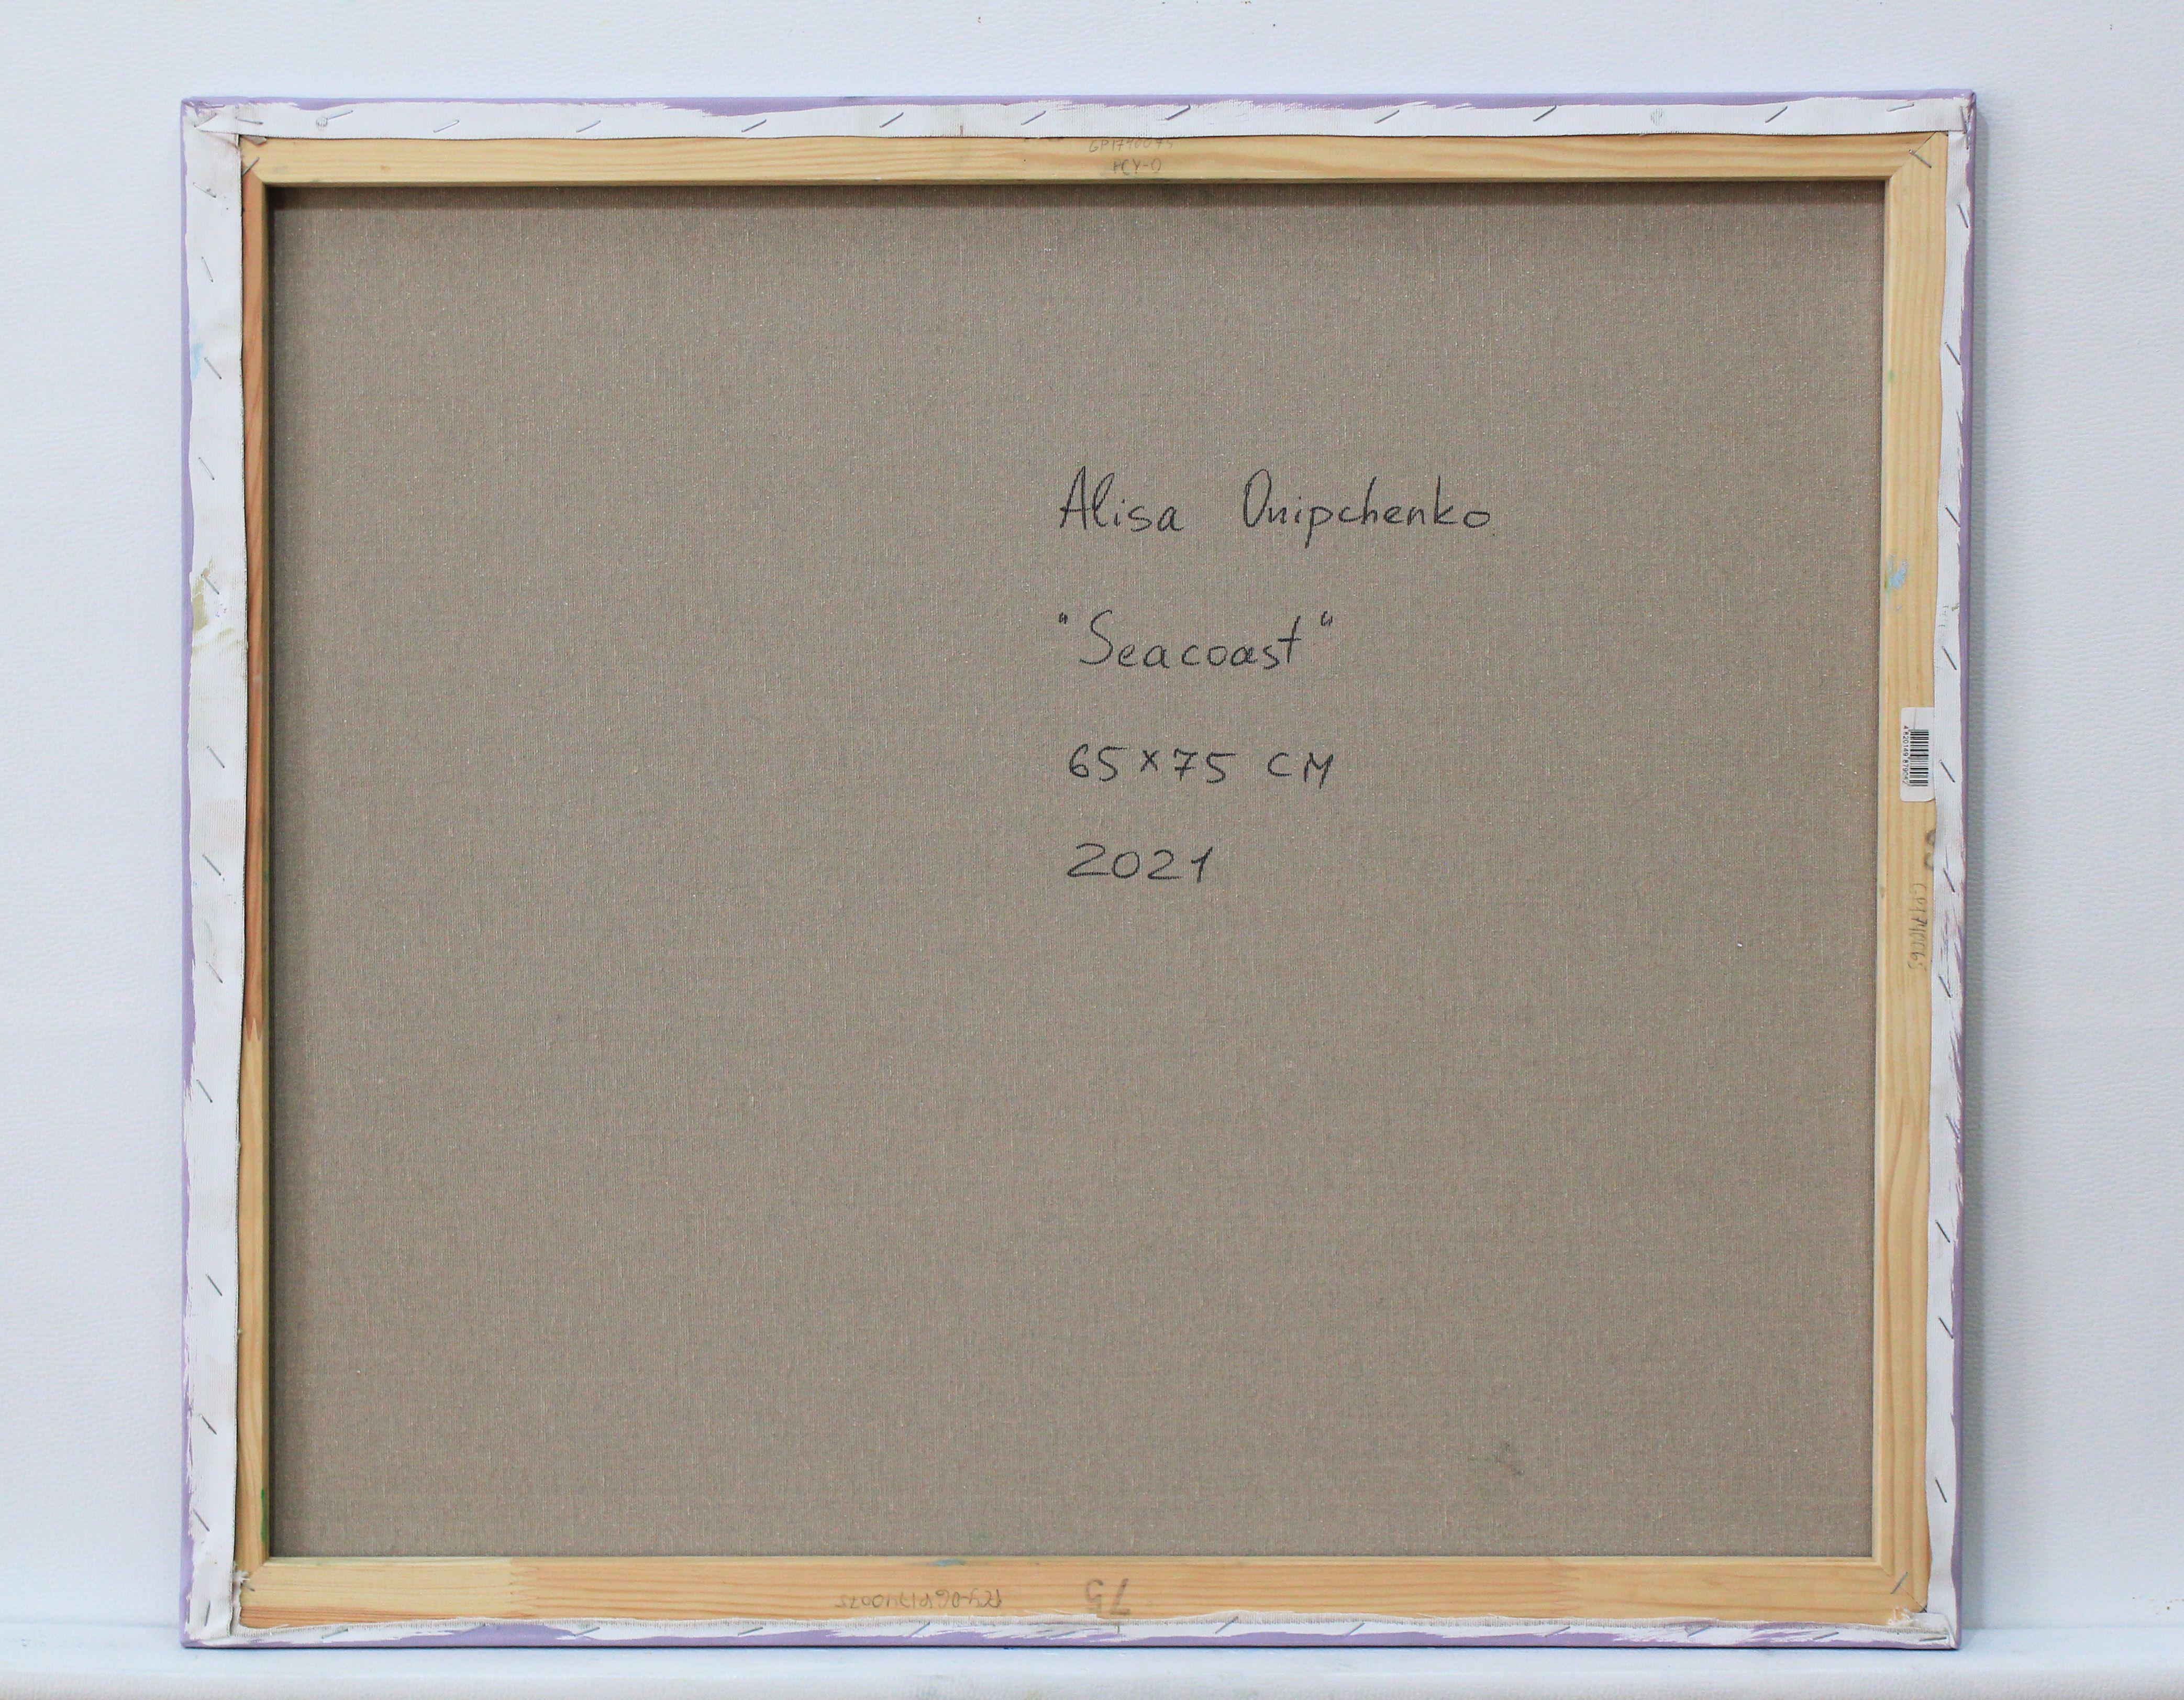 Alisa Onipchenko
"Seacoast"
65×75 CM
2021
75